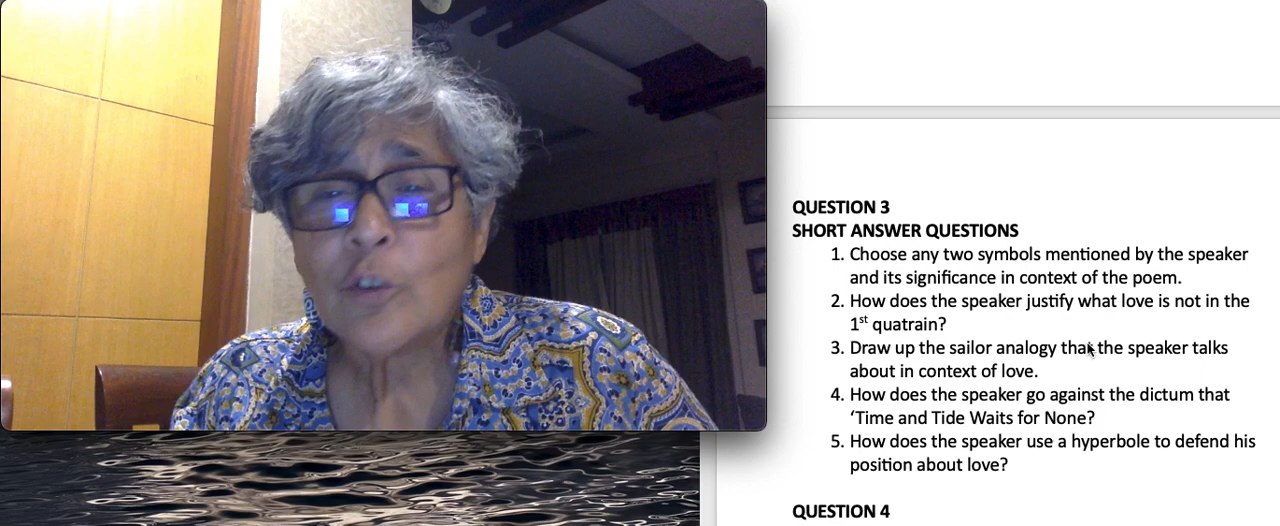 QUESTION 3
SHORT ANSWER QUESTIONS
1. Choose any two symbols mentioned by the speaker
and its significance in context of the poem.
2. How does the speaker justify what love is not in the
1st quatrain?
3. Draw up the sailor analogy that the speaker talks
about in context of love.
4. How does the speaker go against the dictum that
‘Time and Tide Waits for None?
5. How does the speaker use a hyperbole to defend his
position about love?
QUESTION 4